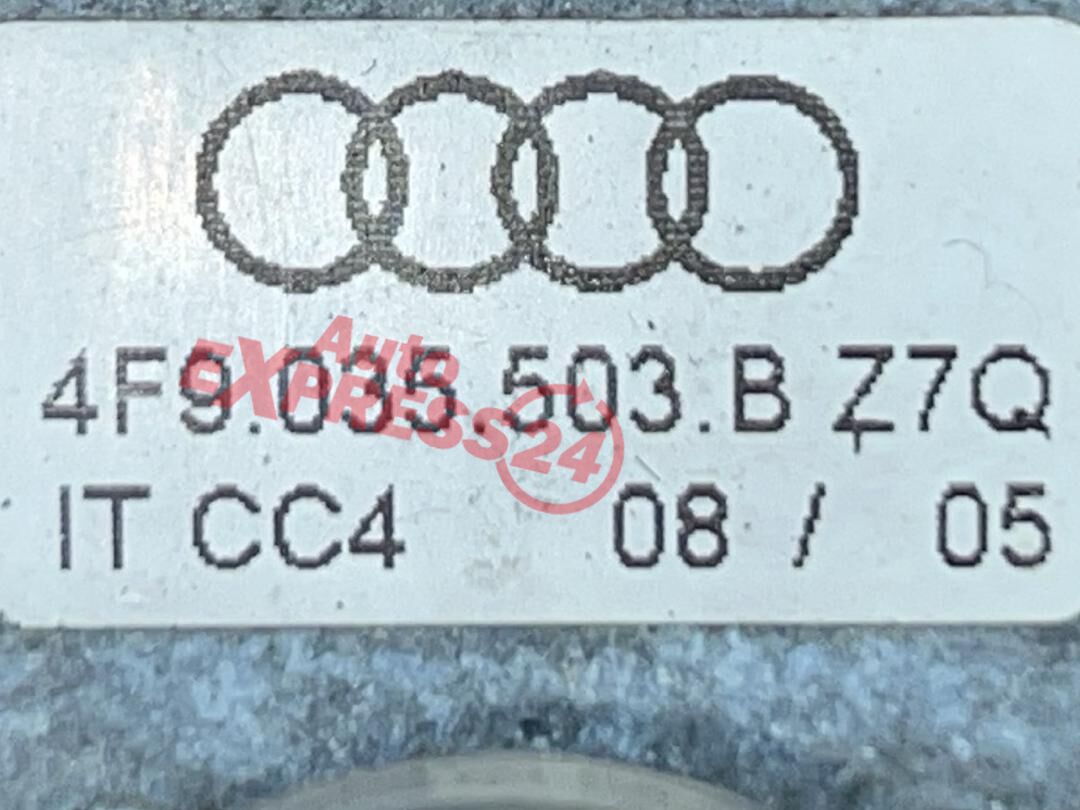 4F9.035.503.B Z7Q
IT CC4 08 / 05
Auto
EXPRESS24